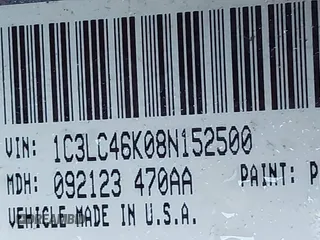 VIN: 1C3LC46K08N152500
MDH: 092123 470AA PAINT: P
VEHICLE MADE IN U.S.A.